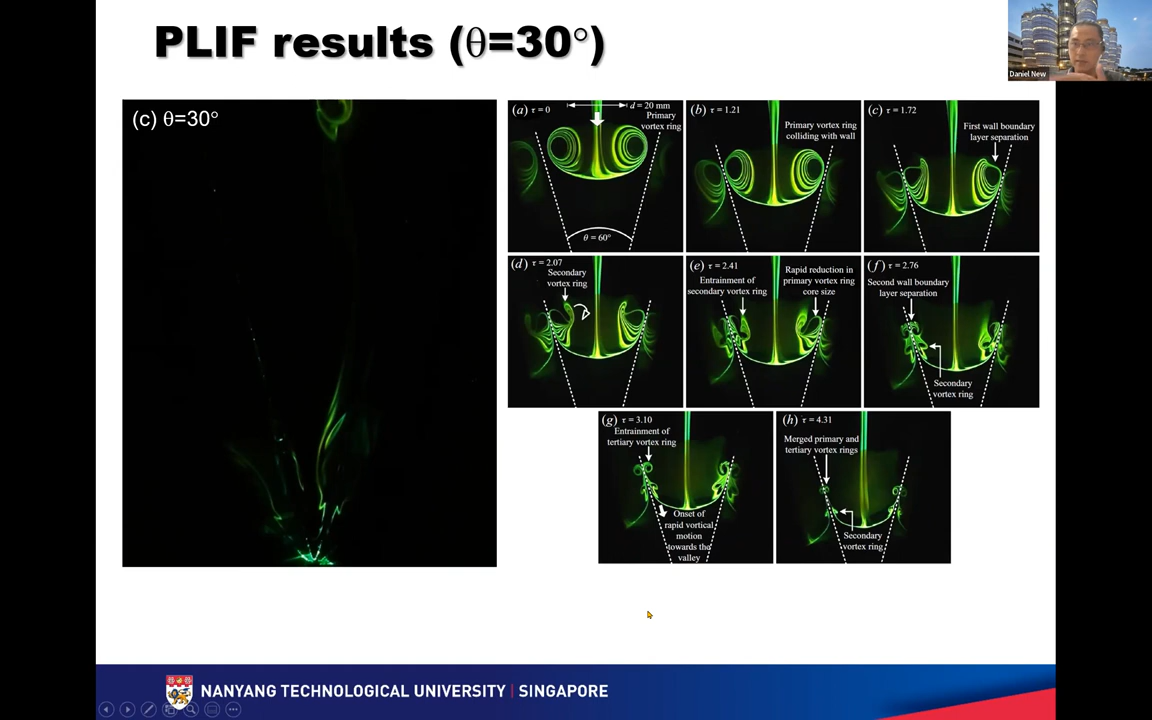 PLIF results (θ=30°)
Daniel New
(c) θ=30°
(a) τ = 0
d = 20 mm
Primary
vortex ring
θ = 60°
(b) τ = 1.21
Primary vortex ring
colliding with wall
(c) τ = 1.72
First wall boundary
layer separation
(d) τ = 2.07
Secondary
vortex ring
(e) τ = 2.41
Entrainment of
secondary vortex ring
Rapid reduction in
primary vortex ring
core size
(f) τ = 2.76
Second wall boundary
layer separation
Secondary
vortex ring
(g) τ = 3.10
Entrainment of
tertiary vortex ring
Onset of
rapid vortical
motion
towards the
valley
(h) τ = 4.31
Merged primary and
tertiary vortex rings
Secondary
vortex ring
NANYANG TECHNOLOGICAL UNIVERSITY | SINGAPORE